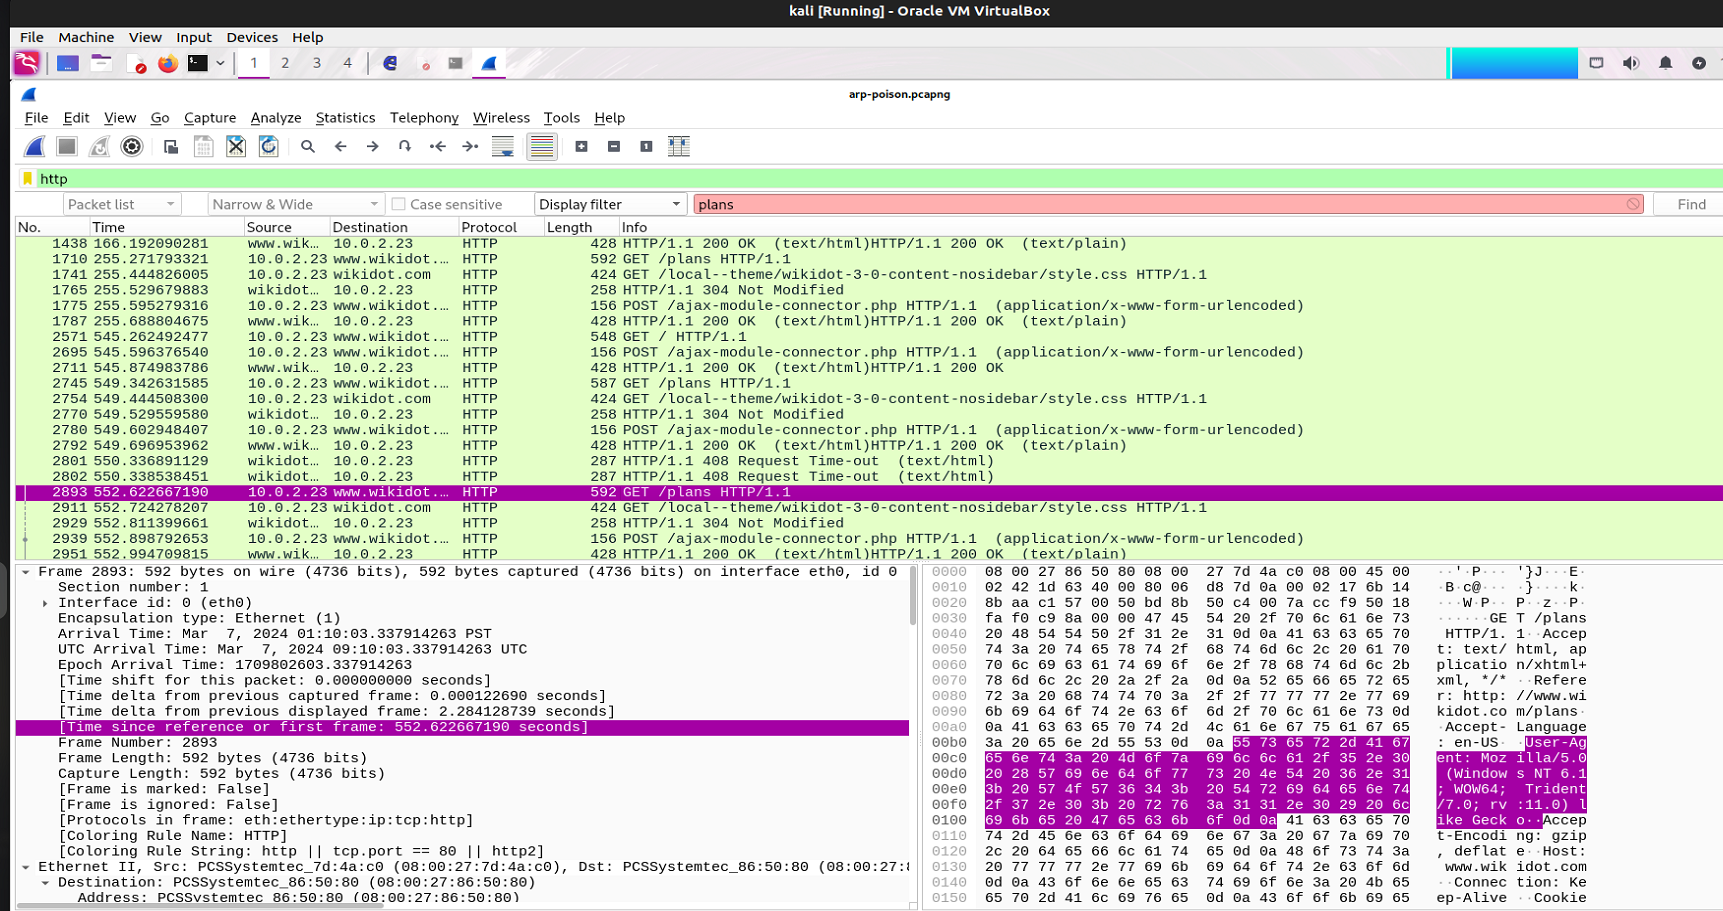 kali [Running] - Oracle VM VirtualBox
File Machine View Input Devices Help
1 2 3 4
arp-poison.pcapng
File Edit View Go Capture Analyze Statistics Telephony Wireless Tools Help
http
Packet list Narrow & Wide Case sensitive Display filter plans Find
No. Time Source Destination Protocol Length Info
1438 166.192090281 www.wik… 10.0.2.23 HTTP 428 HTTP/1.1 200 OK (text/html)HTTP/1.1 200 OK (text/plain)
1710 255.271793321 10.0.2.23 www.wikidot.… HTTP 592 GET /plans HTTP/1.1
1741 255.444826005 10.0.2.23 wikidot.com HTTP 424 GET /local--theme/wikidot-3-0-content-nosidebar/style.css HTTP/1.1
1765 255.529679883 wikidot… 10.0.2.23 HTTP 258 HTTP/1.1 304 Not Modified
1775 255.595279316 10.0.2.23 www.wikidot.… HTTP 156 POST /ajax-module-connector.php HTTP/1.1 (application/x-www-form-urlencoded)
1787 255.688804675 www.wik… 10.0.2.23 HTTP 428 HTTP/1.1 200 OK (text/html)HTTP/1.1 200 OK (text/plain)
2571 545.262492477 10.0.2.23 www.wikidot.… HTTP 548 GET / HTTP/1.1
2695 545.596376540 10.0.2.23 www.wikidot.… HTTP 156 POST /ajax-module-connector.php HTTP/1.1 (application/x-www-form-urlencoded)
2711 545.874983786 www.wik… 10.0.2.23 HTTP 428 HTTP/1.1 200 OK (text/html)HTTP/1.1 200 OK
2745 549.342631585 10.0.2.23 www.wikidot.… HTTP 587 GET /plans HTTP/1.1
2754 549.444508300 10.0.2.23 wikidot.com HTTP 424 GET /local--theme/wikidot-3-0-content-nosidebar/style.css HTTP/1.1
2770 549.529559580 wikidot… 10.0.2.23 HTTP 258 HTTP/1.1 304 Not Modified
2780 549.602948407 10.0.2.23 www.wikidot.… HTTP 156 POST /ajax-module-connector.php HTTP/1.1 (application/x-www-form-urlencoded)
2792 549.696953962 www.wik… 10.0.2.23 HTTP 428 HTTP/1.1 200 OK (text/html)HTTP/1.1 200 OK (text/plain)
2801 550.336891129 wikidot… 10.0.2.23 HTTP 287 HTTP/1.1 408 Request Time-out (text/html)
2802 550.338538451 wikidot… 10.0.2.23 HTTP 287 HTTP/1.1 408 Request Time-out (text/html)
2893 552.622667190 10.0.2.23 www.wikidot.… HTTP 592 GET /plans HTTP/1.1
2911 552.724278207 10.0.2.23 wikidot.com HTTP 424 GET /local--theme/wikidot-3-0-content-nosidebar/style.css HTTP/1.1
2929 552.811399661 wikidot… 10.0.2.23 HTTP 258 HTTP/1.1 304 Not Modified
2939 552.898792653 10.0.2.23 www.wikidot.… HTTP 156 POST /ajax-module-connector.php HTTP/1.1 (application/x-www-form-urlencoded)
2951 552.994709815 www.wik… 10.0.2.23 HTTP 428 HTTP/1.1 200 OK (text/html)HTTP/1.1 200 OK (text/plain)
Frame 2893: 592 bytes on wire (4736 bits), 592 bytes captured (4736 bits) on interface eth0, id 0
Section number: 1
Interface id: 0 (eth0)
Encapsulation type: Ethernet (1)
Arrival Time: Mar 7, 2024 01:10:03.337914263 PST
UTC Arrival Time: Mar 7, 2024 09:10:03.337914263 UTC
Epoch Arrival Time: 1709802603.337914263
[Time shift for this packet: 0.000000000 seconds]
[Time delta from previous captured frame: 0.000122690 seconds]
[Time delta from previous displayed frame: 2.284128739 seconds]
[Time since reference or first frame: 552.622667190 seconds]
Frame Number: 2893
Frame Length: 592 bytes (4736 bits)
Capture Length: 592 bytes (4736 bits)
[Frame is marked: False]
[Frame is ignored: False]
[Protocols in frame: eth:ethertype:ip:tcp:http]
[Coloring Rule Name: HTTP]
[Coloring Rule String: http || tcp.port == 80 || http2]
Ethernet II, Src: PCSSystemtec_7d:4a:c0 (08:00:27:7d:4a:c0), Dst: PCSSystemtec_86:50:80 (08:00:27:8
Destination: PCSSystemtec_86:50:80 (08:00:27:86:50:80)
Address: PCSSystemtec_86:50:80 (08:00:27:86:50:80)
0000 08 00 27 86 50 80 08 00 27 7d 4a c0 08 00 45 00 ··'·P··· '}J···E·
0010 02 42 1d 63 40 00 80 06 d8 7d 0a 00 02 17 6b 14 ·B·c@··· ·}····k·
0020 8b aa c1 57 00 50 bd 8b 50 c4 00 7a cc f9 50 18 ···W·P·· P··z··P·
0030 fa f0 c9 8a 00 00 47 45 54 20 2f 70 6c 61 6e 73 ······GE T /plans
0040 20 48 54 54 50 2f 31 2e 31 0d 0a 41 63 63 65 70 HTTP/1. 1··Accep
0050 74 3a 20 74 65 78 74 2f 68 74 6d 6c 2c 20 61 70 t: text/ html, ap
0060 70 6c 69 63 61 74 69 6f 6e 2f 78 68 74 6d 6c 2b plicatio n/xhtml+
0070 78 6d 6c 2c 20 2a 2f 2a 0d 0a 52 65 66 65 72 65 xml, */* ··Refere
0080 72 3a 20 68 74 74 70 3a 2f 2f 77 77 77 2e 77 69 r: http: //www.wi
0090 6b 69 64 6f 74 2e 63 6f 6d 2f 70 6c 61 6e 73 0d kidot.co m/plans·
00a0 0a 41 63 63 65 70 74 2d 4c 61 6e 67 75 61 67 65 ·Accept- Language
00b0 3a 20 65 6e 2d 55 53 0d 0a 55 73 65 72 2d 41 67 : en-US· ·User-Ag
00c0 65 6e 74 3a 20 4d 6f 7a 69 6c 6c 61 2f 35 2e 30 ent: Moz illa/5.0
00d0 20 28 57 69 6e 64 6f 77 73 20 4e 54 20 36 2e 31 (Window s NT 6.1
00e0 3b 20 57 4f 57 36 34 3b 20 54 72 69 64 65 6e 74 ; WOW64; Trident
00f0 2f 37 2e 30 3b 20 72 76 3a 31 31 2e 30 29 20 6c /7.0; rv :11.0) l
0100 69 6b 65 20 47 65 63 6b 6f 0d 0a 41 63 63 65 70 ike Geck o··Accep
0110 74 2d 45 6e 63 6f 64 69 6e 67 3a 20 67 7a 69 70 t-Encodi ng: gzip
0120 2c 20 64 65 66 6c 61 74 65 0d 0a 48 6f 73 74 3a , deflat e··Host:
0130 20 77 77 77 2e 77 69 6b 69 64 6f 74 2e 63 6f 6d www.wik idot.com
0140 0d 0a 43 6f 6e 6e 65 63 74 69 6f 6e 3a 20 4b 65 ··Connec tion: Ke
0150 65 70 2d 41 6c 69 76 65 0d 0a 43 6f 6f 6b 69 65 ep-Alive ··Cookie